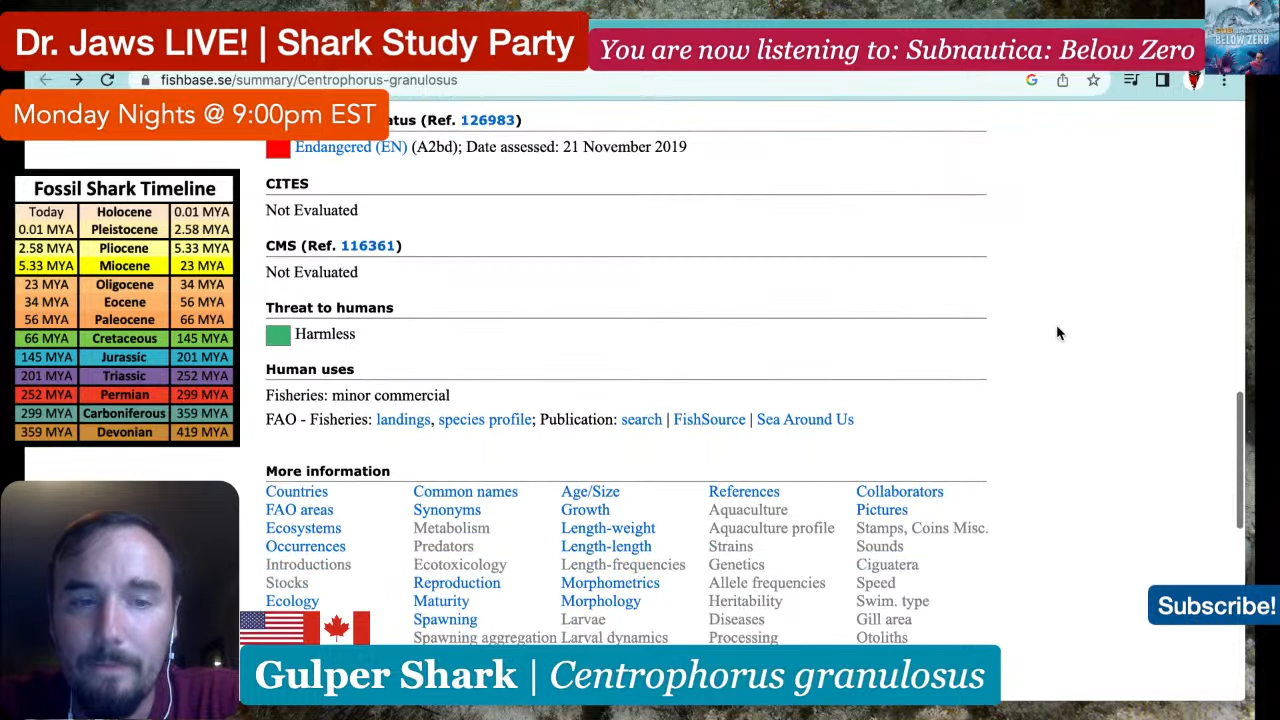 Dr. Jaws LIVE! | Shark Study Party
You are now listening to: Subnautica: Below Zero
BELOW ZERO
fishbase.se/summary/Centrophorus-granulosus
Monday Nights @ 9:00pm EST
atus (Ref. 126983)
Endangered (EN) (A2bd); Date assessed: 21 November 2019
CITES
Not Evaluated
CMS (Ref. 116361)
Not Evaluated
Threat to humans
Harmless
Human uses
Fisheries: minor commercial
FAO - Fisheries: landings, species profile; Publication: search | FishSource | Sea Around Us
More information
Countries Common names Age/Size References Collaborators
FAO areas Synonyms Growth Aquaculture Pictures
Ecosystems Metabolism Length-weight Aquaculture profile Stamps, Coins Misc.
Occurrences Predators Length-length Strains Sounds
Introductions Ecotoxicology Length-frequencies Genetics Ciguatera
Stocks Reproduction Morphometrics Allele frequencies Speed
Ecology Maturity Morphology Heritability Swim. type
Spawning Larvae Diseases Gill area
Spawning aggregation Larval dynamics Processing Otoliths
Fossil Shark Timeline
Today Holocene 0.01 MYA
0.01 MYA Pleistocene 2.58 MYA
2.58 MYA Pliocene 5.33 MYA
5.33 MYA Miocene 23 MYA
23 MYA Oligocene 34 MYA
34 MYA Eocene 56 MYA
56 MYA Paleocene 66 MYA
66 MYA Cretaceous 145 MYA
145 MYA Jurassic 201 MYA
201 MYA Triassic 252 MYA
252 MYA Permian 299 MYA
299 MYA Carboniferous 359 MYA
359 MYA Devonian 419 MYA
Subscribe!
Gulper Shark | Centrophorus granulosus